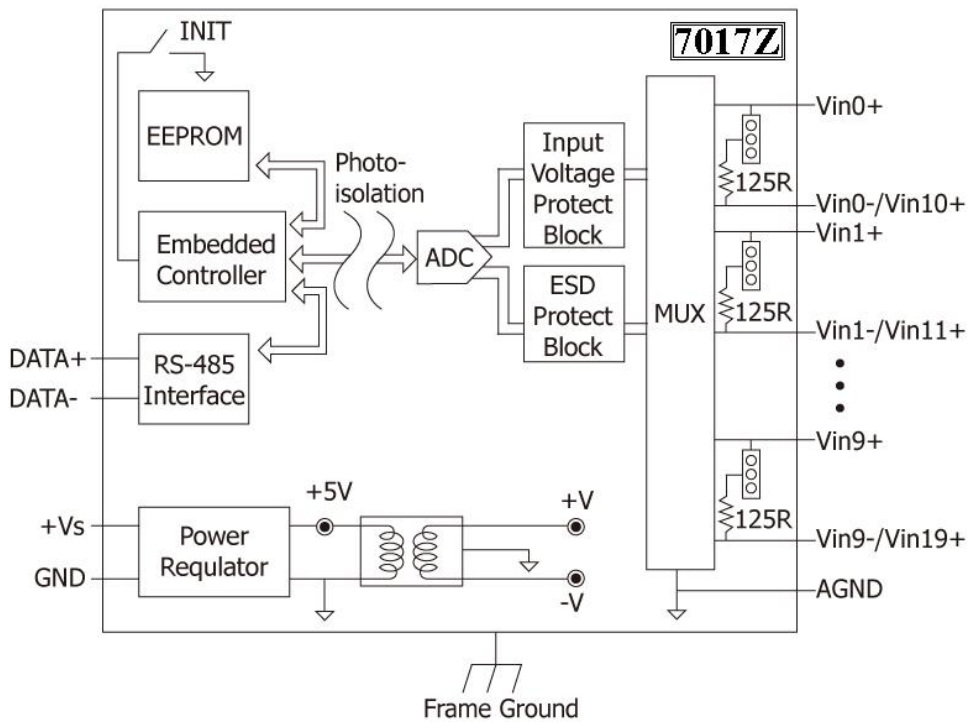 INIT
7017Z
EEPROM
Photo-
isolation
Input
Voltage
Protect
Block
Vin0+
125R
Vin0-/Vin10+
Vin1+
Embedded
Controller
ADC
ESD
Protect
Block
MUX
125R
Vin1-/Vin11+
DATA+
DATA-
RS-485
Interface
Vin9+
125R
Vin9-/Vin19+
+Vs
GND
Power
Requlator
+5V
+V
-V
AGND
Frame Ground